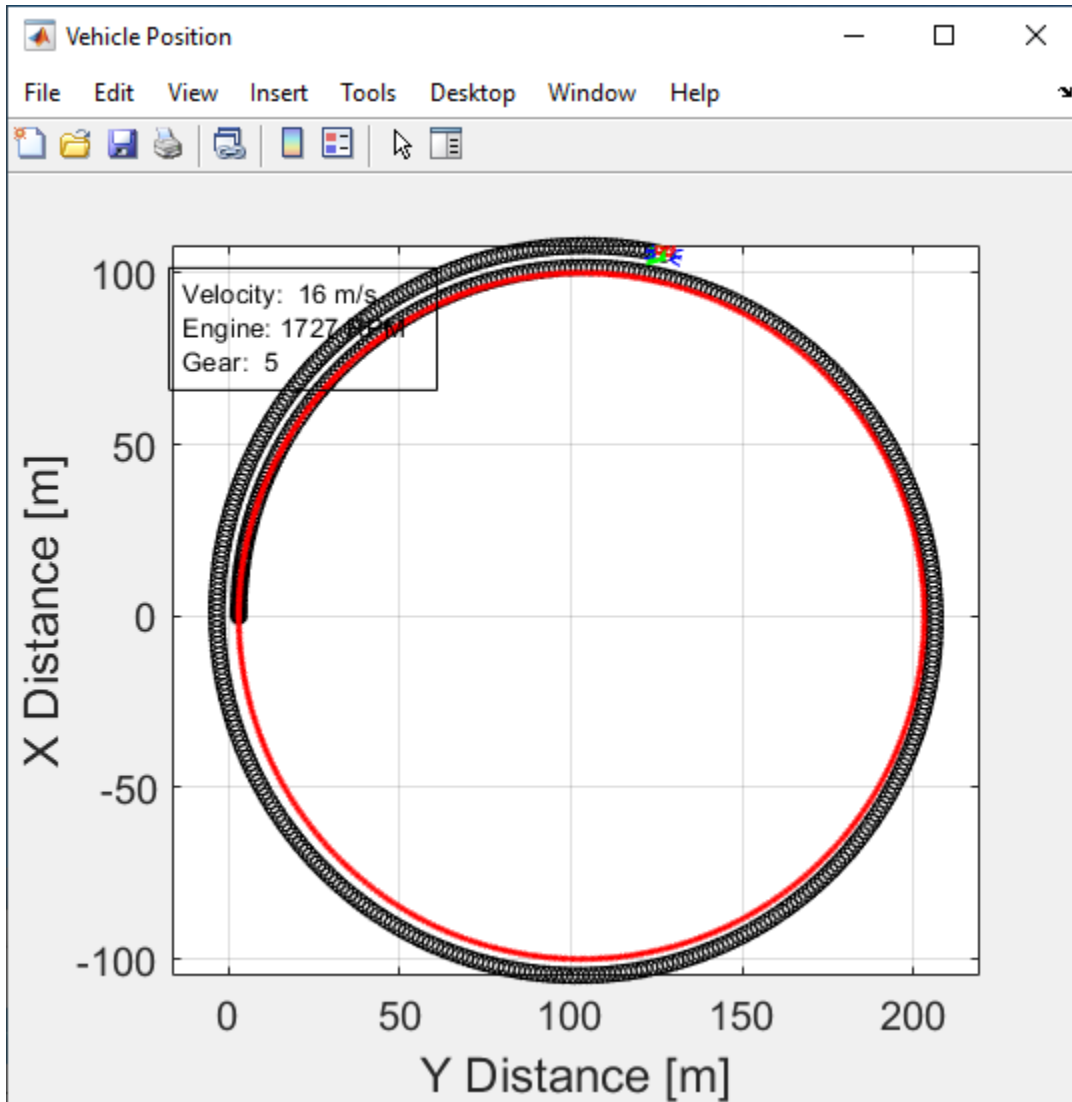 Vehicle Position
File Edit View Insert Tools Desktop Window Help
Velocity: 16 m/s
Engine: 1727 RPM
Gear: 5
100
50
0
-50
-100
X Distance [m]
0 50 100 150 200
Y Distance [m]